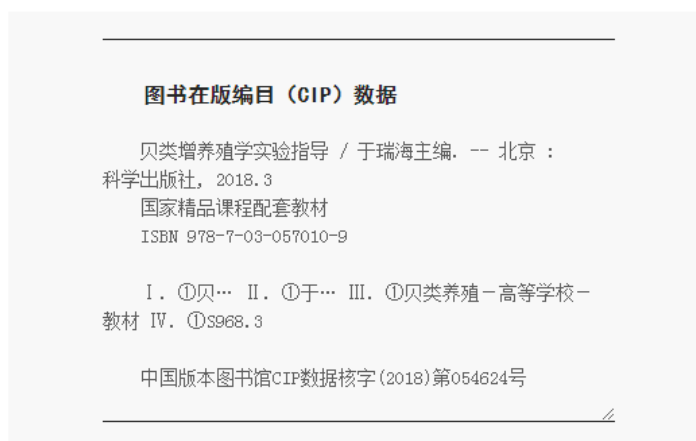 图书在版编目（CIP）数据
贝类增养殖学实验指导 / 于瑞海主编. -- 北京 :
科学出版社, 2018.3
国家精品课程配套教材
ISBN 978-7-03-057010-9
Ⅰ. ①贝… Ⅱ. ①于… Ⅲ. ①贝类养殖－高等学校－
教材 Ⅳ. ①S968.3
中国版本图书馆CIP数据核字(2018)第054624号